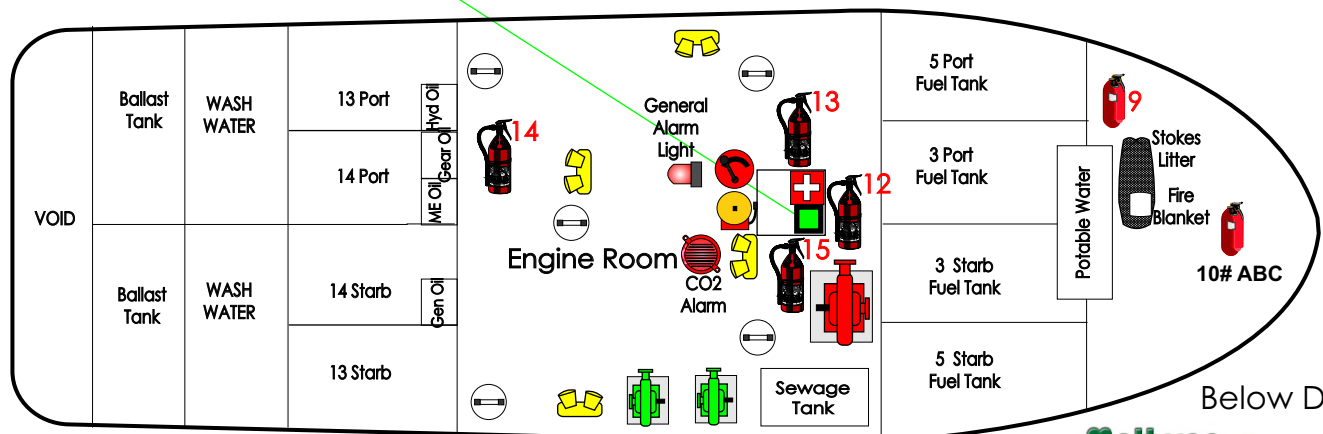 VOID
Ballast
Tank
Ballast
Tank
WASH
WATER
WASH
WATER
13 Port
14 Port
14 Starb
13 Starb
Hyd Oil
Gear Oil
ME Oil
Gen Oil
14
Engine Room
General
Alarm
Light
CO2
Alarm
13
12
15
Sewage
Tank
5 Port
Fuel Tank
3 Port
Fuel Tank
3 Starb
Fuel Tank
5 Starb
Fuel Tank
Potable Water
9
Stokes
Litter
Fire
Blanket
10# ABC
Below D